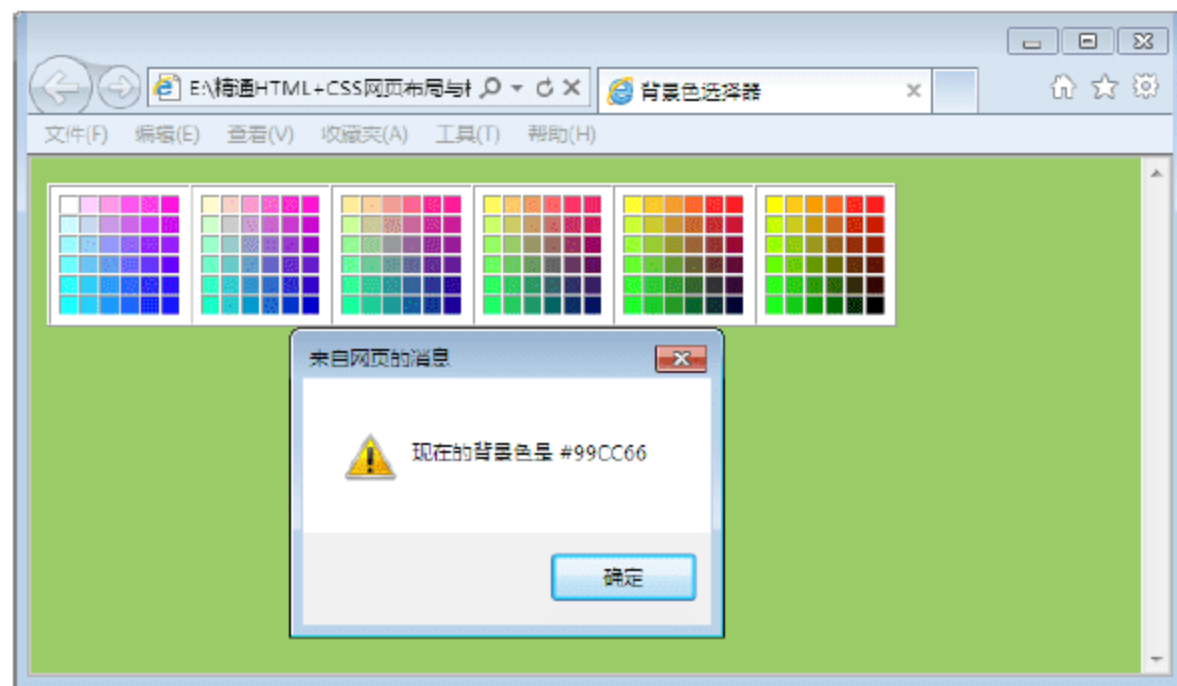 E:\精通HTML+CSS网页布局与
背景色选择器
文件(F) 编辑(E) 查看(V) 收藏夹(A) 工具(T) 帮助(H)
来自网页的消息
现在的背景色是 #99CC66
确定